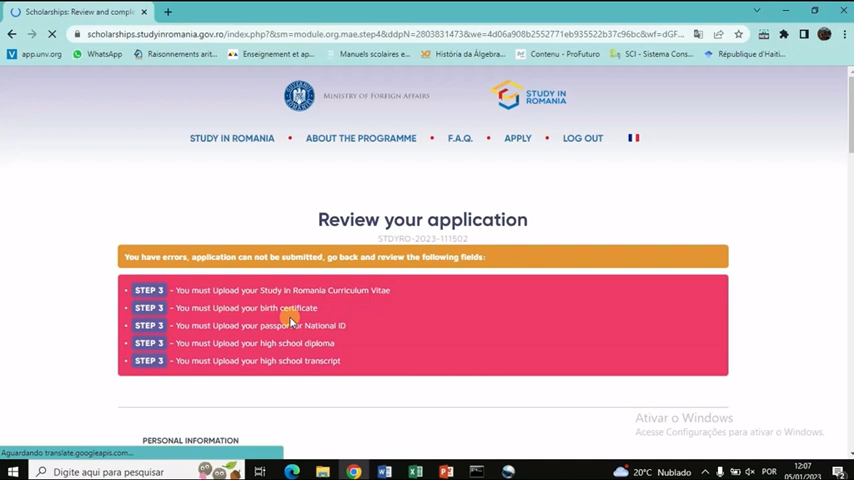 Scholarships: Review and comple
scholarships.studyinromania.gov.ro/index.php?&sm=module.org.mae.step4&ddpN=2803831473&we=4d06a908b2552771eb935522b37c96bc&wf=dGF...
app.unv.org WhatsApp Raisonnements arit... Enseignement et ap... Manuels scolaires e... História da Álgebra... Contenu - ProFuturo SCI - Sistema Cons... République d'Haïti...
MINISTRY OF FOREIGN AFFAIRS
STUDY IN
ROMANIA
STUDY IN ROMANIA • ABOUT THE PROGRAMME • F.A.Q. • APPLY • LOG OUT
Review your application
STDYRO-2023-111502
You have errors, application can not be submitted, go back and review the following fields:
• STEP 3 - You must Upload your Study in Romania Curriculum Vitae
• STEP 3 - You must Upload your birth certificate
• STEP 3 - You must Upload your passport or National ID
• STEP 3 - You must Upload your high school diploma
• STEP 3 - You must Upload your high school transcript
PERSONAL INFORMATION
Ativar o Windows
Acesse Configurações para ativar o Windows.
Aguardando translate.googleapis.com...
Digite aqui para pesquisar
20°C Nublado
POR
12:07
05/01/2023
2